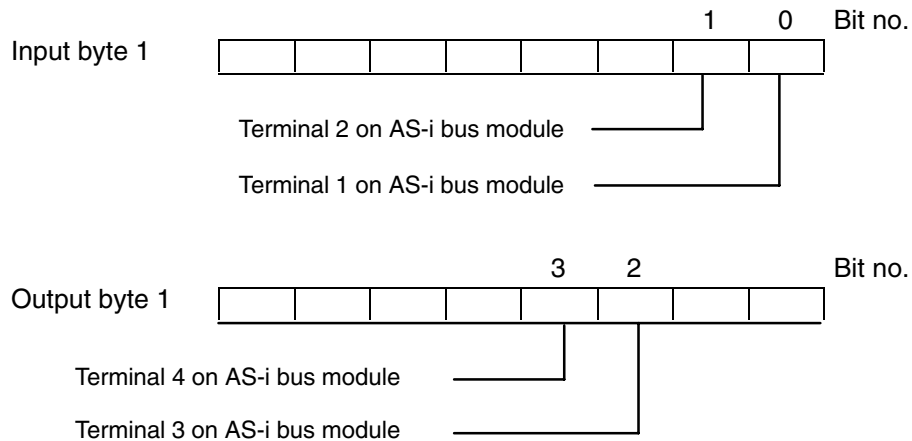 1 0 Bit no.
Input byte 1
Terminal 2 on AS-i bus module
Terminal 1 on AS-i bus module
3 2 Bit no.
Output byte 1
Terminal 4 on AS-i bus module
Terminal 3 on AS-i bus module